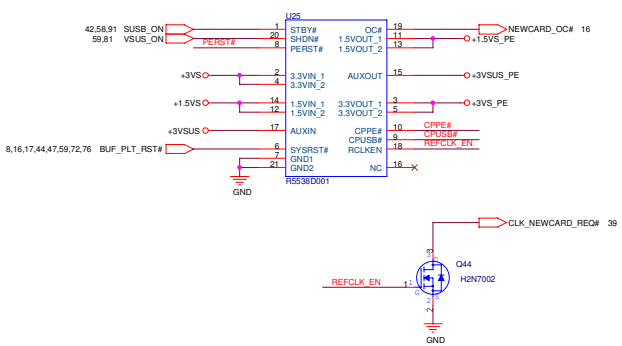 U25
42,58,91 SUSB_ON 1 STBY# OC# 19 NEWCARD_OC# 16
59,81 VSUS_ON 20 SHDN# 1.5VOUT_1 11 +1.5VS_PE
PERST# 8 PERST# 1.5VOUT_2 13
+3VS 2 3.3VIN_1 AUXOUT 15 +3VSUS_PE
4 3.3VIN_2
+1.5VS 14 1.5VIN_1 3.3VOUT_1 3 +3VS_PE
12 1.5VIN_2 3.3VOUT_2 5
+3VSUS 17 AUXIN CPPE# 10 CPPE#
CPUSB# 9 CPUSB#
8,16,17,44,47,59,72,76 BUF_PLT_RST# 6 SYSRST# RCLKEN 18 REFCLK_EN
7 GND1
21 GND2 NC 16
R5538D001
GND
CLK_NEWCARD_REQ# 39
3
3
D
Q44
H2N7002
REFCLK_EN 1 1
G
S
2
2
GND